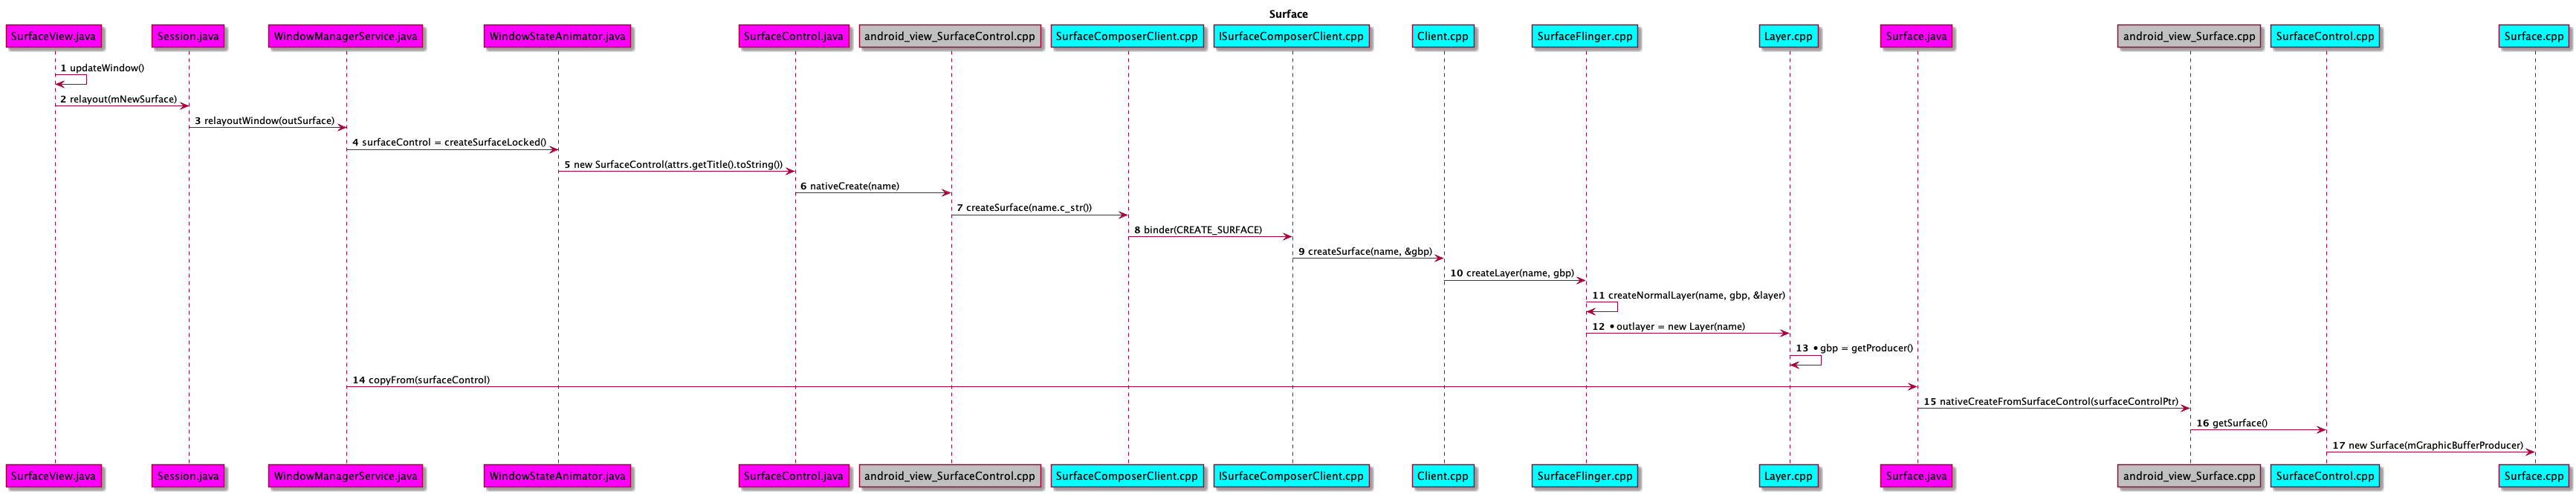 Surface
SurfaceView.java Session.java WindowManagerService.java WindowStateAnimator.java SurfaceControl.java android_view_SurfaceControl.cpp SurfaceComposerClient.cpp ISurfaceComposerClient.cpp Client.cpp SurfaceFlinger.cpp Layer.cpp Surface.java android_view_Surface.cpp SurfaceControl.cpp Surface.cpp
1 updateWindow()
2 relayout(mNewSurface)
3 relayoutWindow(outSurface)
4 surfaceControl = createSurfaceLocked()
5 new SurfaceControl(attrs.getTitle().toString())
6 nativeCreate(name)
7 createSurface(name.c_str())
8 binder(CREATE_SURFACE)
9 createSurface(name, &gbp)
10 createLayer(name, gbp)
11 createNormalLayer(name, gbp, &layer)
12 •outlayer = new Layer(name)
13 •gbp = getProducer()
14 copyFrom(surfaceControl)
15 nativeCreateFromSurfaceControl(surfaceControlPtr)
16 getSurface()
17 new Surface(mGraphicBufferProducer)
SurfaceView.java Session.java WindowManagerService.java WindowStateAnimator.java SurfaceControl.java android_view_SurfaceControl.cpp SurfaceComposerClient.cpp ISurfaceComposerClient.cpp Client.cpp SurfaceFlinger.cpp Layer.cpp Surface.java android_view_Surface.cpp SurfaceControl.cpp Surface.cpp